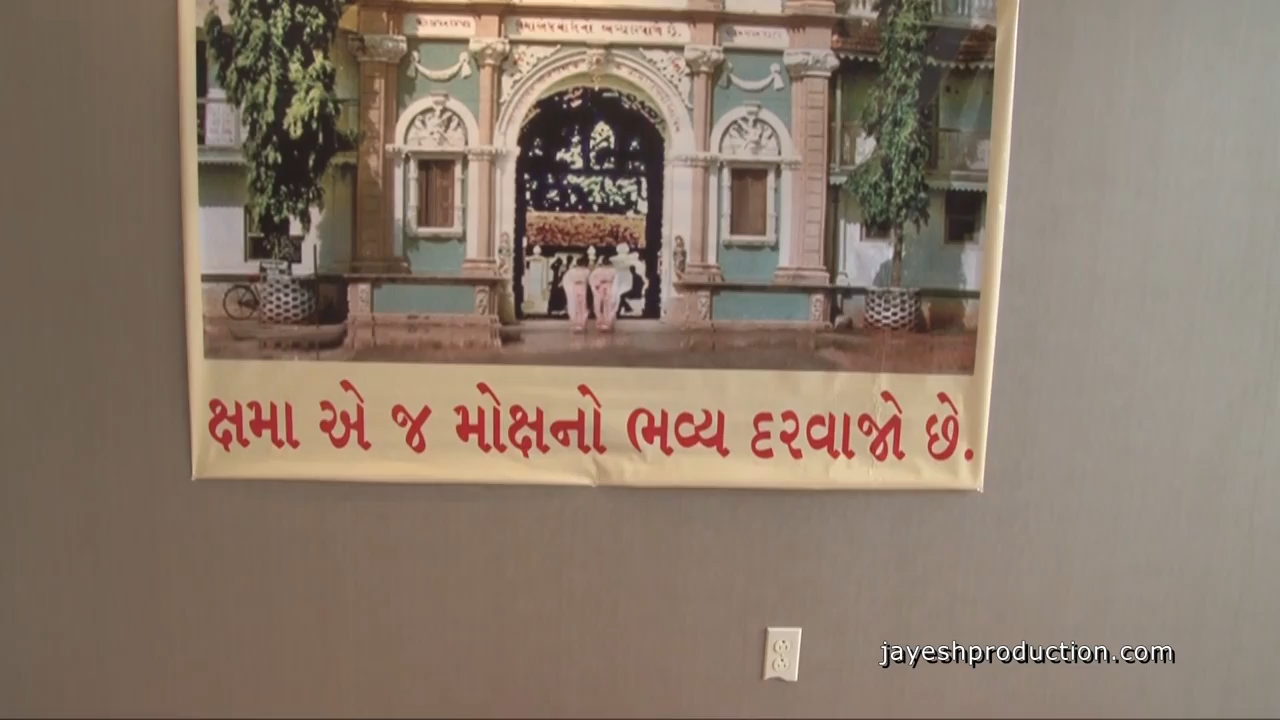 ક્ષમા એ જ મોક્ષનો ભવ્ય દરવાજો છે.
jayeshproduction.com